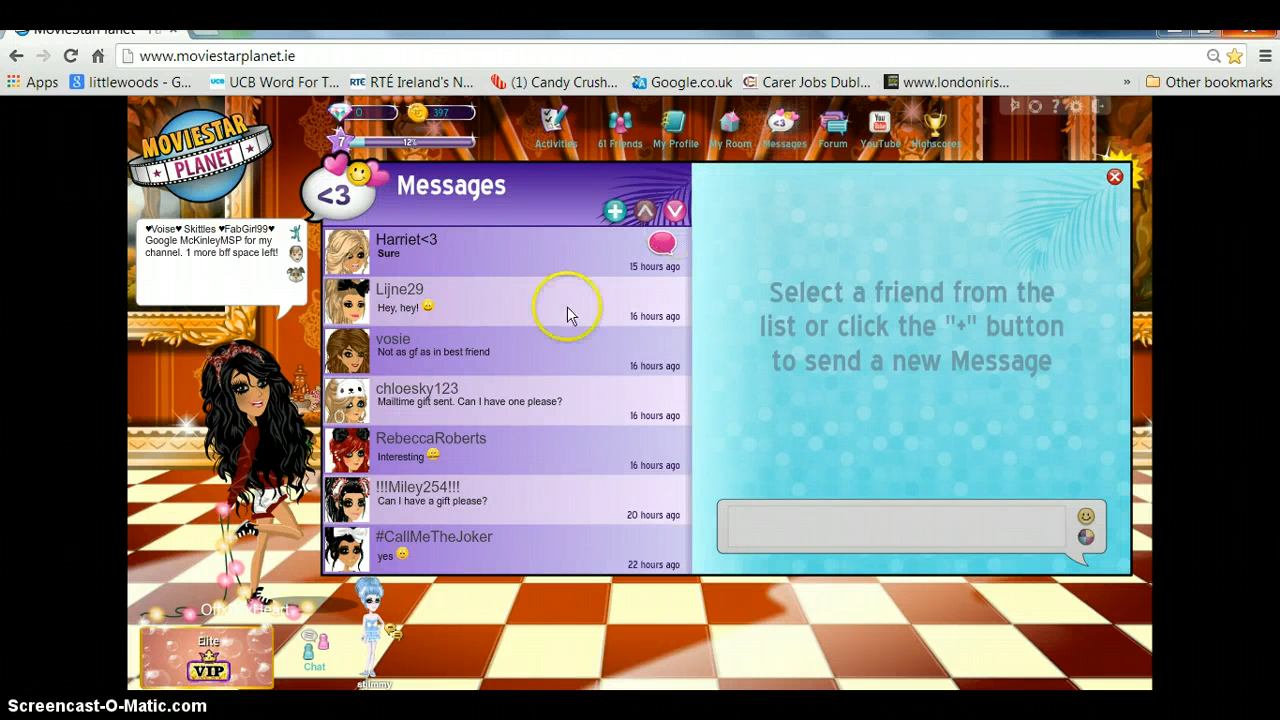 www.moviestarplanet.ie
Apps
littlewoods - G...
UCB Word For T...
RTÉ Ireland's N...
(1) Candy Crush...
Google.co.uk
Carer Jobs Dubl...
www.londoniris...
»
Other bookmarks
MOVIESTAR
PLANET
0
397
7
12%
Activities
61 Friends
My Profile
My Room
<3
Messages
Forum
You Tube
YouTube
Highscores
<3
Messages
♥Voise♥ Skittles ♥FabGirl99♥
Google McKinleyMSP for my
channel. 1 more bff space left!
Harriet<3
Sure
15 hours ago
Lijne29
Hey, hey!
16 hours ago
vosie
Not as gf as in best friend
16 hours ago
chloesky123
Mailtime gift sent. Can I have one please?
16 hours ago
RebeccaRoberts
Interesting
16 hours ago
!!!Miley254!!!
Can I have a gift please?
20 hours ago
#CallMeTheJoker
yes
22 hours ago
Select a friend from the
list or click the "+" button
to send a new Message
Elite
VIP
Chat
Screencast-O-Matic.com